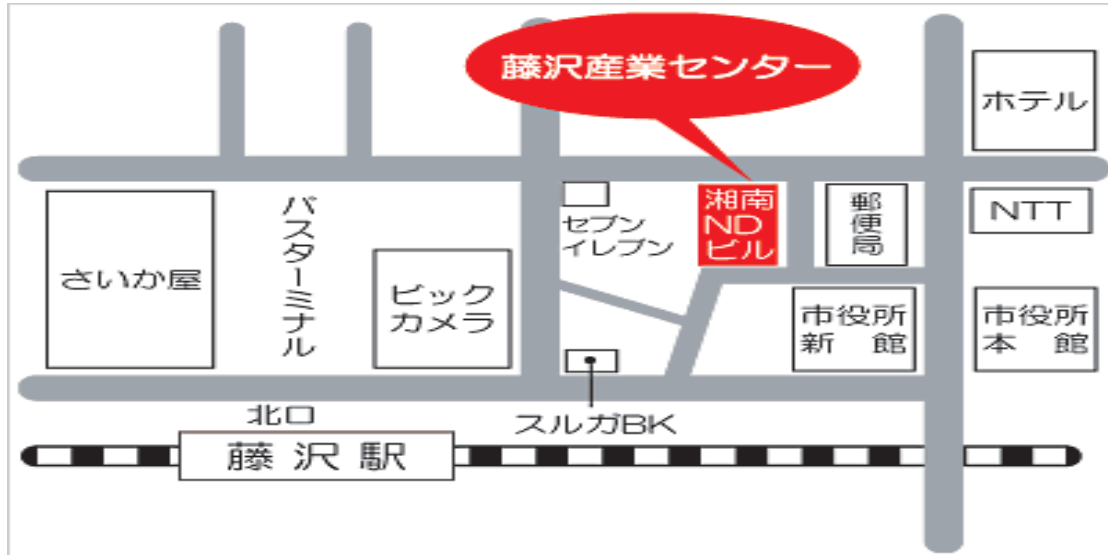 藤沢産業センター
ホテル
さいか屋
バスターミナル
ビック
カメラ
セブン
イレブン
湘南
ND
ビル
郵便局
NTT
市役所
新館
市役所
本館
スルガBK
北口
藤沢駅